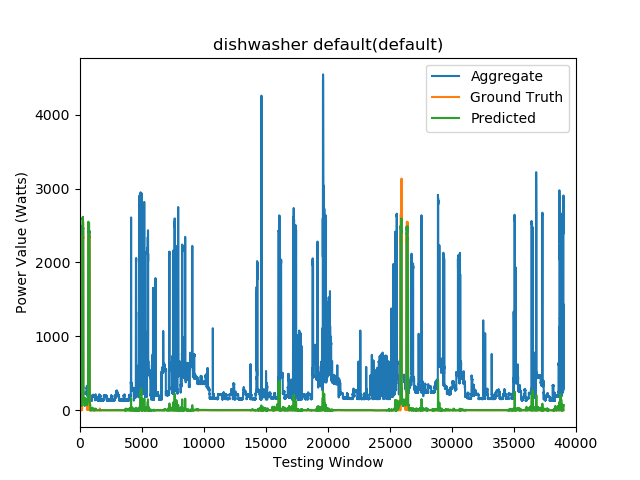 dishwasher default(default)
Aggregate
Ground Truth
Predicted
Power Value (Watts)
4000
3000
2000
1000
0
0 5000 10000 15000 20000 25000 30000 35000 40000
Testing Window